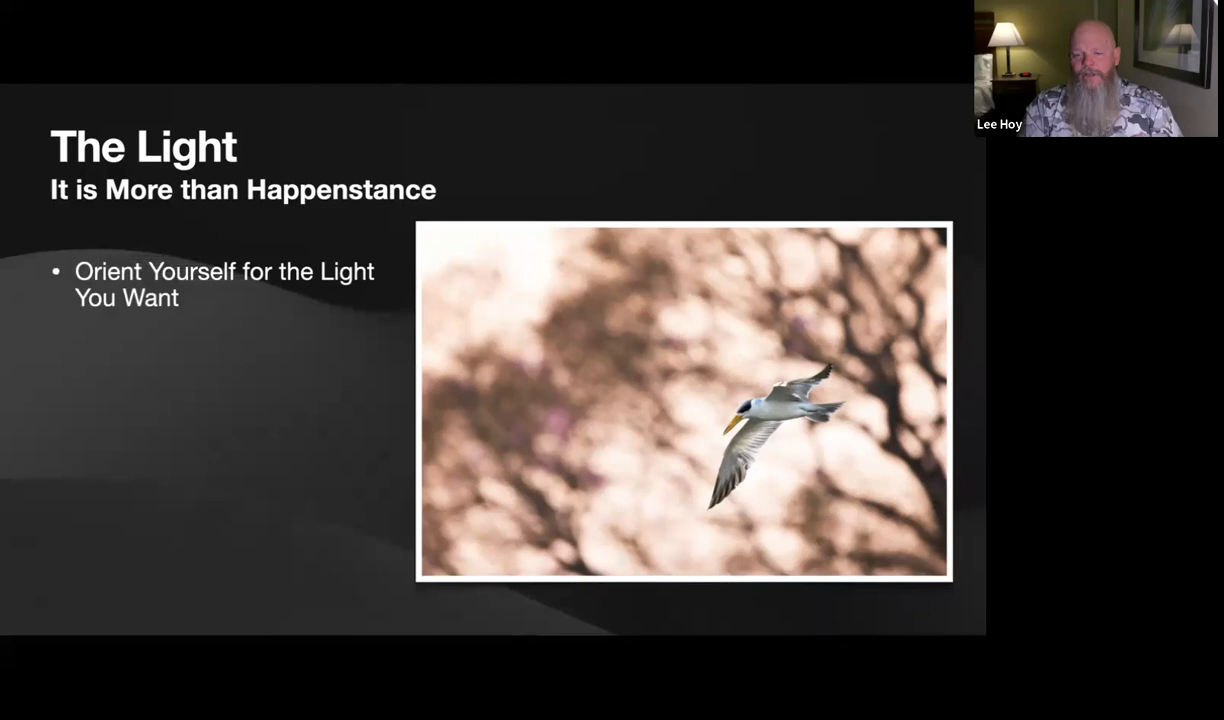 The Light
It is More than Happenstance
• Orient Yourself for the Light
You Want
Lee Hoy